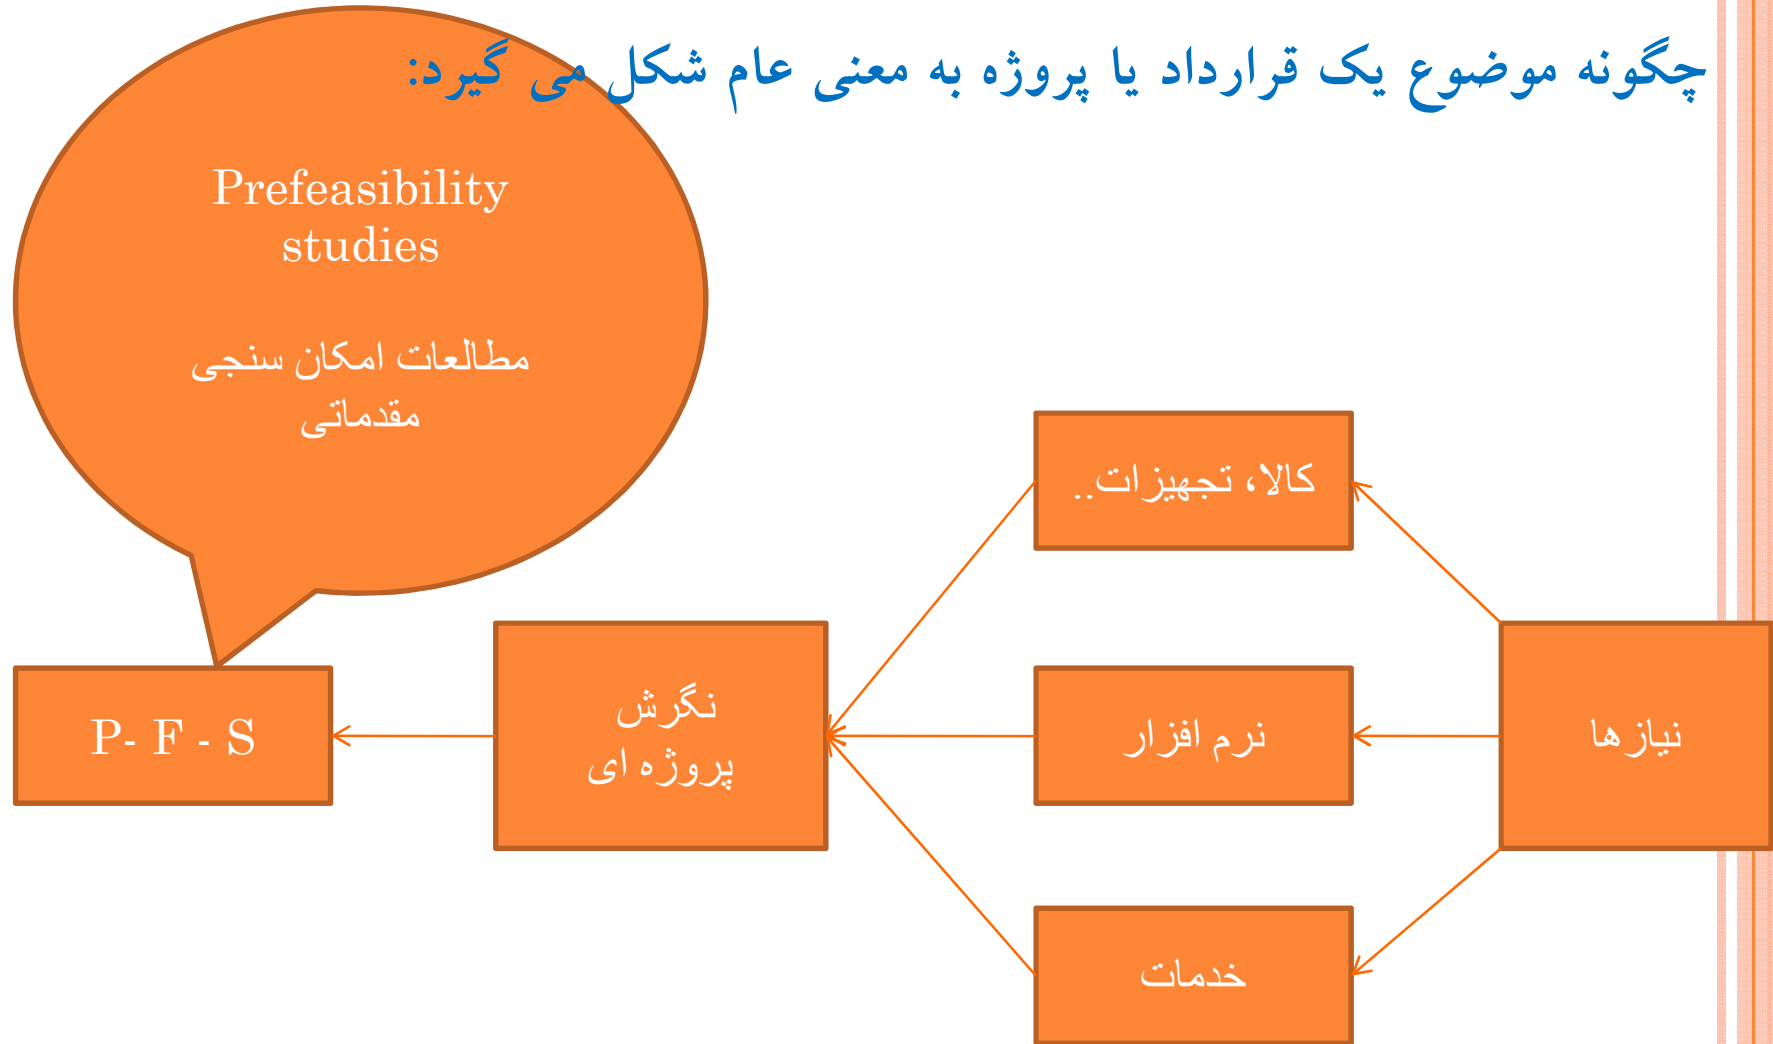 چگونه موضوع یک قرارداد یا پروژه به معنی عام شکل می گیرد:
Prefeasibility
studies
مطالعات امکان سنجی
مقدماتی
کالا، تجهیزات..
نیازها
نرم افزار
نگرش
پروژه ای
P- F - S
خدمات